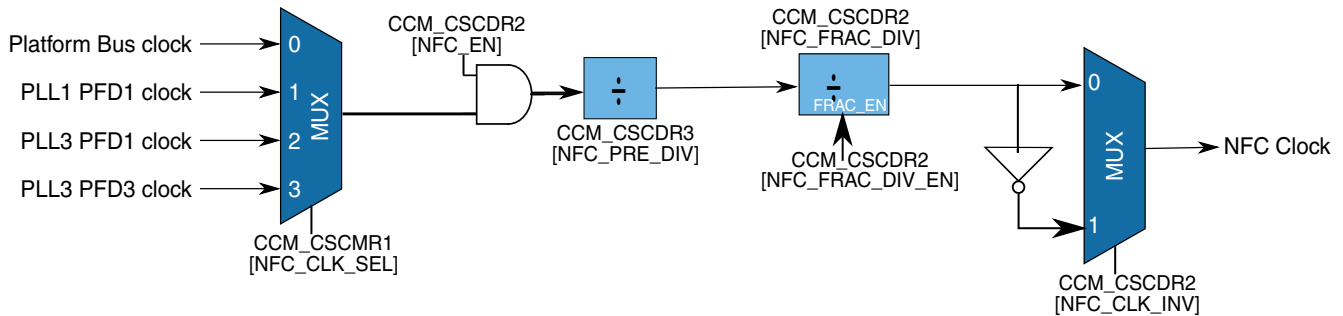 Platform Bus clock
PLL1 PFD1 clock
PLL3 PFD1 clock
PLL3 PFD3 clock
0
1
2
3
MUX
CCM_CSCMR1
[NFC_CLK_SEL]
CCM_CSCDR2
[NFC_EN]
÷
CCM_CSCDR3
[NFC_PRE_DIV]
CCM_CSCDR2
[NFC_FRAC_DIV]
÷
FRAC_EN
CCM_CSCDR2
[NFC_FRAC_DIV_EN]
0
1
MUX
CCM_CSCDR2
[NFC_CLK_INV]
NFC Clock